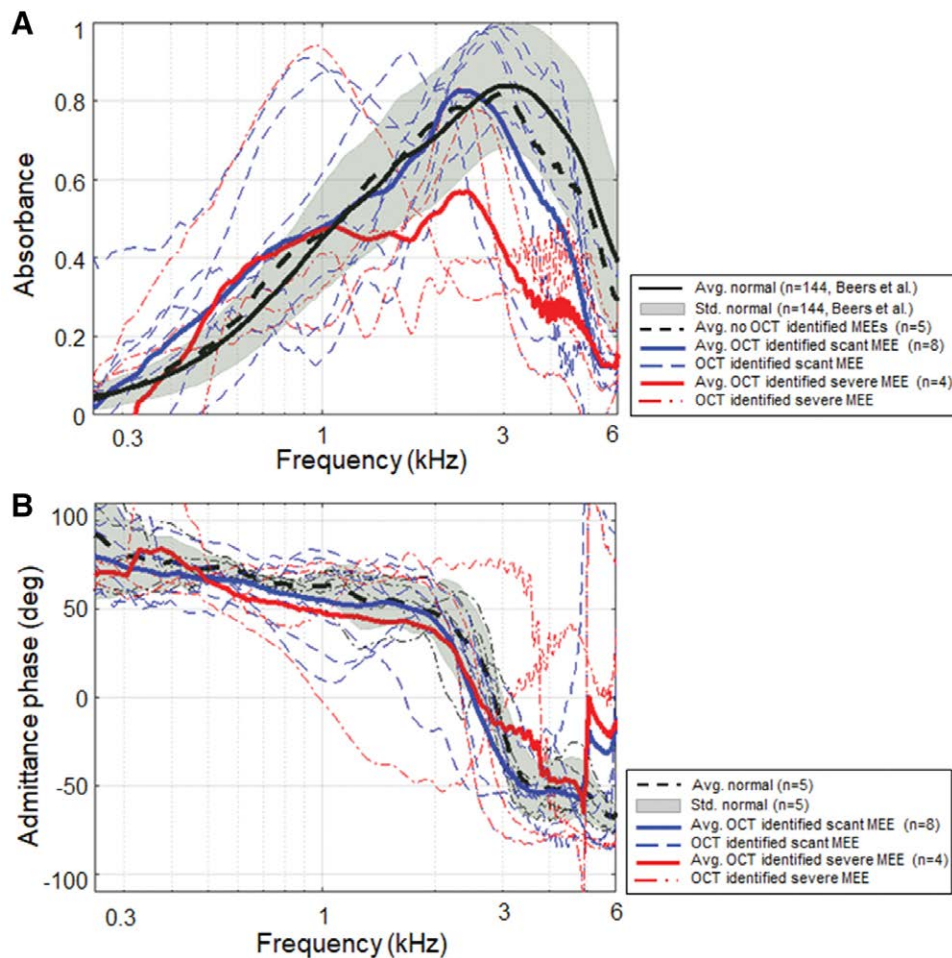 A
1
0.8
0.6
0.4
0.2
0
Absorbance
0.3 1 3 6
Frequency (kHz)
Avg. normal (n=144, Beers et al.)
Std. normal (n=144, Beers et al.)
Avg. no OCT identified MEEs (n=5)
Avg. OCT identified scant MEE (n=8)
OCT identified scant MEE
Avg. OCT identified severe MEE (n=4)
OCT identified severe MEE
B
100
50
0
-50
-100
Admittance phase (deg)
0.3 1 3 6
Frequency (kHz)
Avg. normal (n=5)
Std. normal (n=5)
Avg. OCT identified scant MEE (n=8)
OCT identified scant MEE
Avg. OCT identified severe MEE (n=4)
OCT identified severe MEE